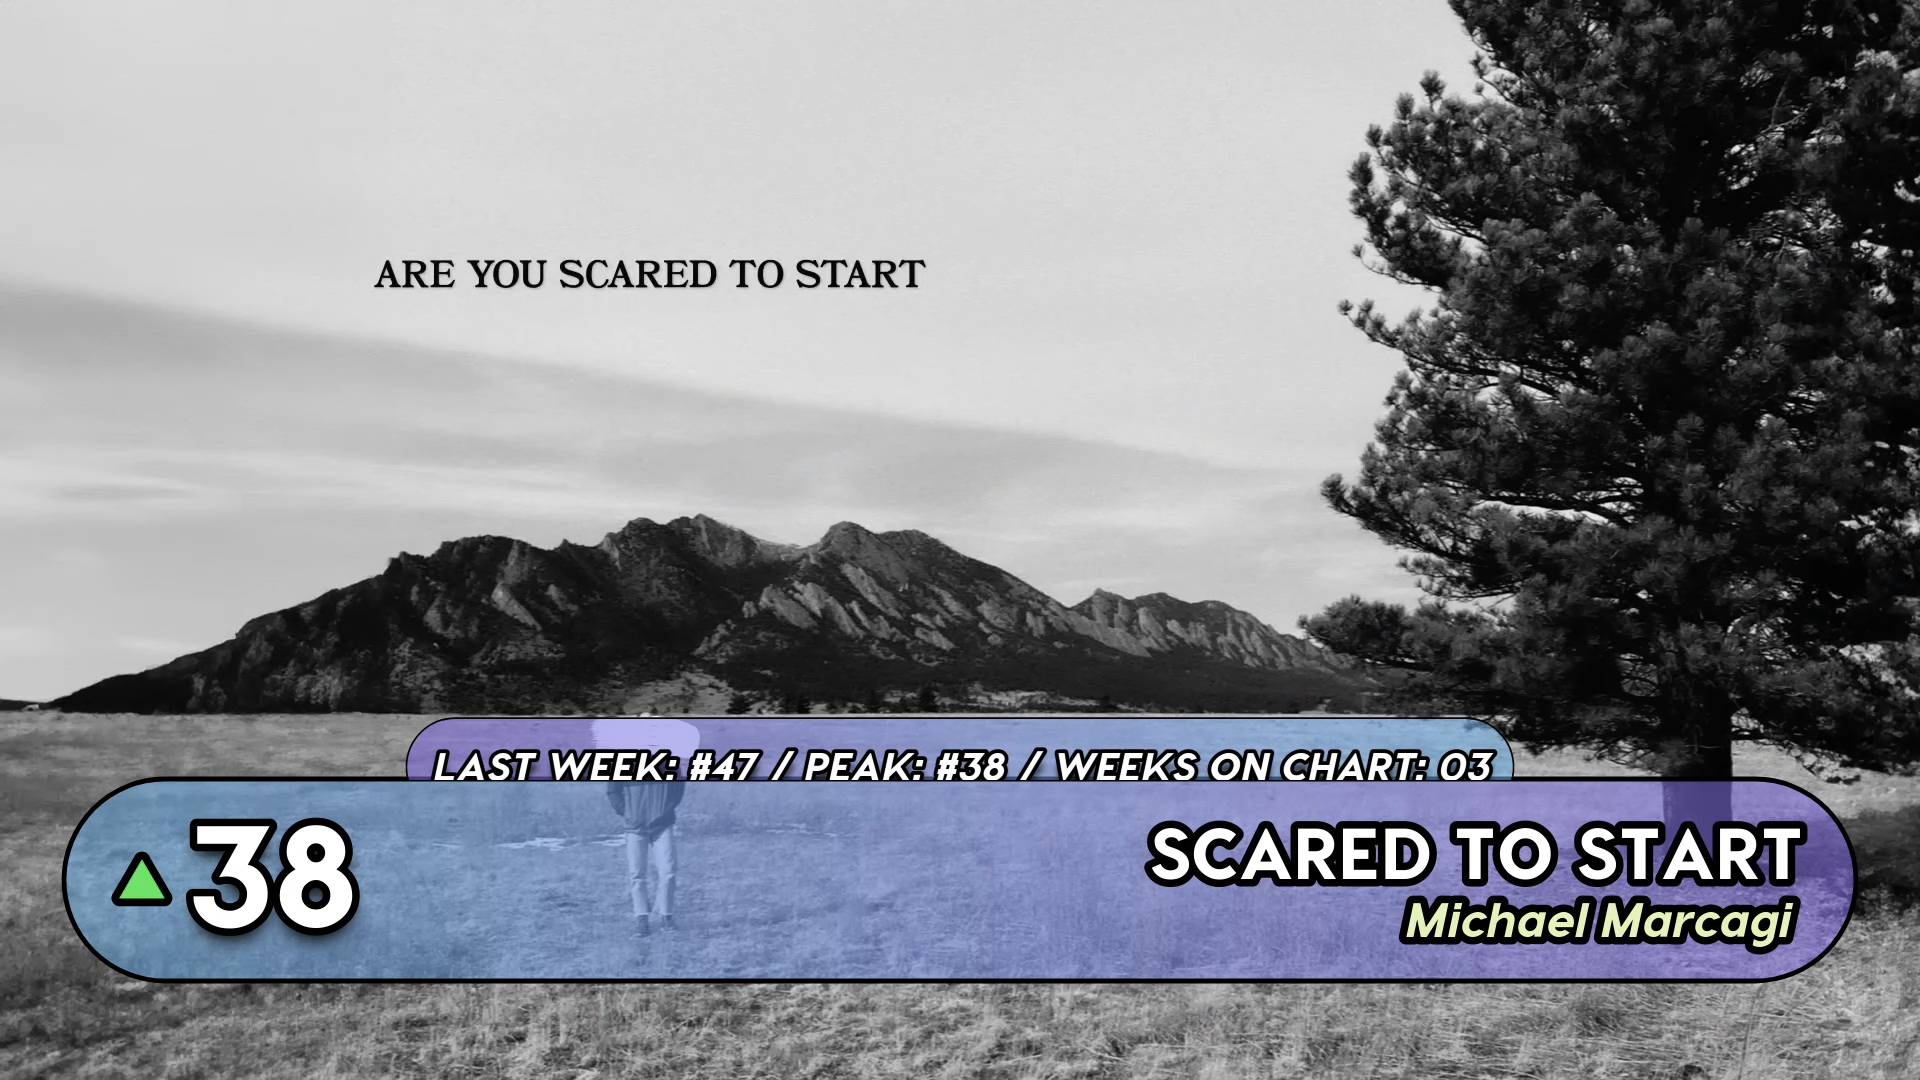 ARE YOU SCARED TO START
LAST WEEK: #47 / PEAK: #38 / WEEKS ON CHART: 03
38
SCARED TO START
Michael Marcagi